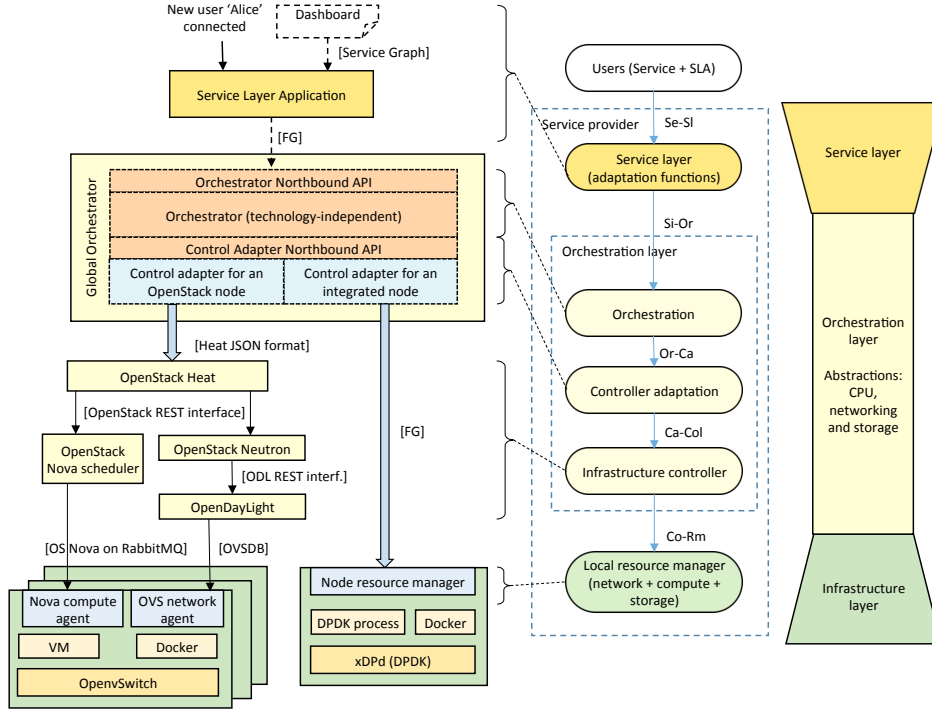 New user ‘Alice’
connected
Dashboard
[Service Graph]
Service Layer Application
[FG]
Global Orchestrator
Orchestrator Northbound API
Orchestrator (technology-independent)
Control Adapter Northbound API
Control adapter for an
OpenStack node
Control adapter for an
integrated node
[Heat JSON format]
OpenStack Heat
[OpenStack REST interface]
OpenStack
Nova scheduler
OpenStack Neutron
[ODL REST interf.]
OpenDayLight
[FG]
[OS Nova on RabbitMQ]
[OVSDB]
Nova compute
agent
OVS network
agent
VM
Docker
OpenvSwitch
Node resource manager
DPDK process
Docker
xDPd (DPDK)
Users (Service + SLA)
Service provider
Se-Sl
Service layer
(adaptation functions)
Si-Or
Orchestration layer
Orchestration
Or-Ca
Controller adaptation
Ca-Col
Infrastructure controller
Co-Rm
Local resource manager
(network + compute +
storage)
Service layer
Orchestration
layer
Abstractions:
CPU,
networking
and storage
Infrastructure
layer